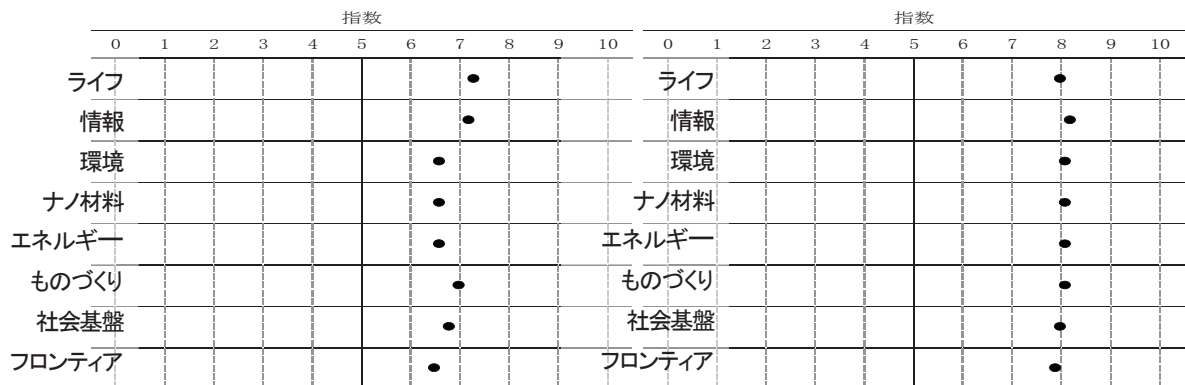 指数 指数
0 1 2 3 4 5 6 7 8 9 10 0 1 2 3 4 5 6 7 8 9 10
ライフ ライフ
情報 情報
環境 環境
ナノ材料 ナノ材料
エネルギー エネルギー
ものづくり ものづくり
社会基盤 社会基盤
フロンティア フロンティア